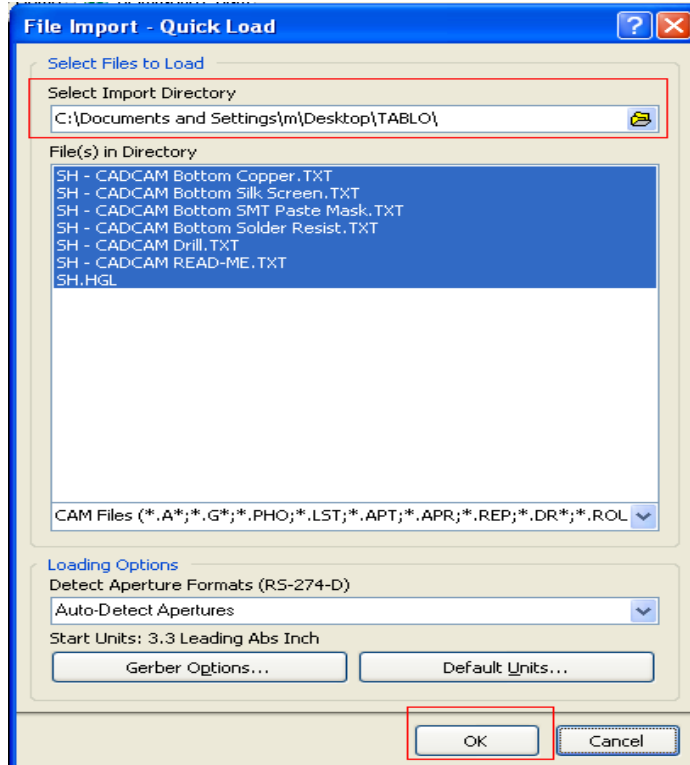 File Import - Quick Load
Select Files to Load
Select Import Directory
C:\Documents and Settings\m\Desktop\TABLO\
File(s) in Directory
SH - CADCAM Bottom Copper.TXT
SH - CADCAM Bottom Silk Screen.TXT
SH - CADCAM Bottom SMT Paste Mask.TXT
SH - CADCAM Bottom Solder Resist.TXT
SH - CADCAM Drill.TXT
SH - CADCAM READ-ME.TXT
SH.HGL
CAM Files (*.A*;*.G*;*.PHO;*.LST;*.APT;*.APR;*.REP;*.DR*;*.ROL
Loading Options
Detect Aperture Formats (RS-274-D)
Auto-Detect Apertures
Start Units: 3.3 Leading Abs Inch
Gerber Options... Default Units...
OK Cancel